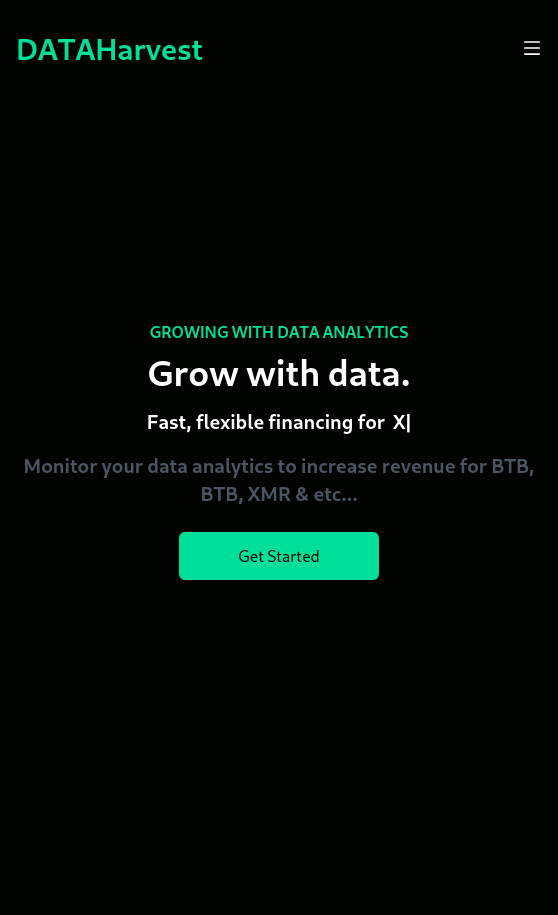 DATAHarvest
GROWING WITH DATA ANALYTICS
Grow with data.
Fast, flexible financing for X|
Monitor your data analytics to increase revenue for BTB,
BTB, XMR & etc...
Get Started